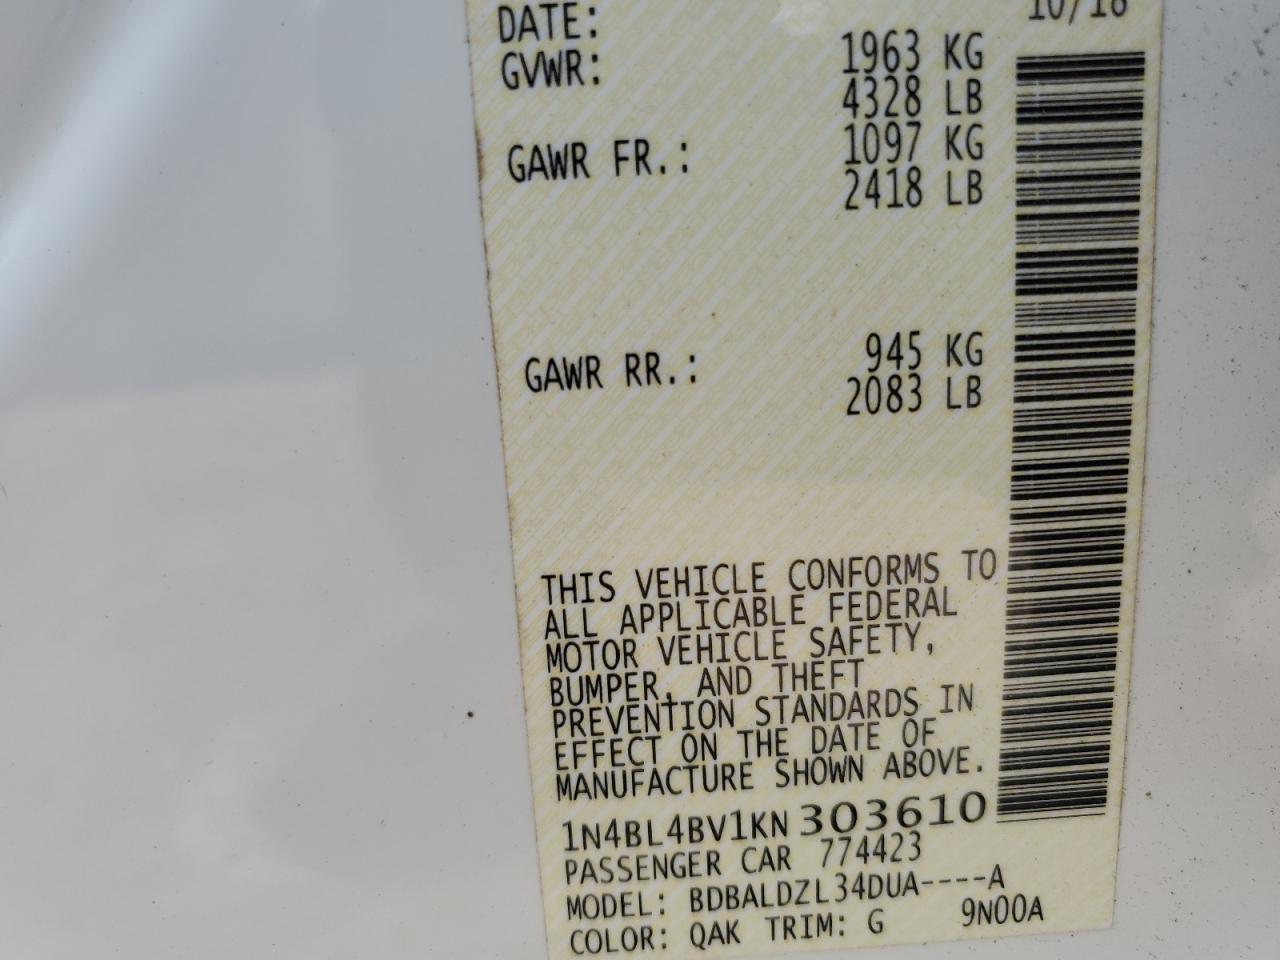 DATE: 10/18
GVWR: 1963 KG
4328 LB
GAWR FR.: 1097 KG
2418 LB
GAWR RR.: 945 KG
2083 LB
THIS VEHICLE CONFORMS TO
ALL APPLICABLE FEDERAL
MOTOR VEHICLE SAFETY,
BUMPER, AND THEFT
PREVENTION STANDARDS IN
EFFECT ON THE DATE OF
MANUFACTURE SHOWN ABOVE.
1N4BL4BV1KN303610
PASSENGER CAR 774423
MODEL: BDBALDZL34DUA----A
COLOR: QAK TRIM: G 9N00A